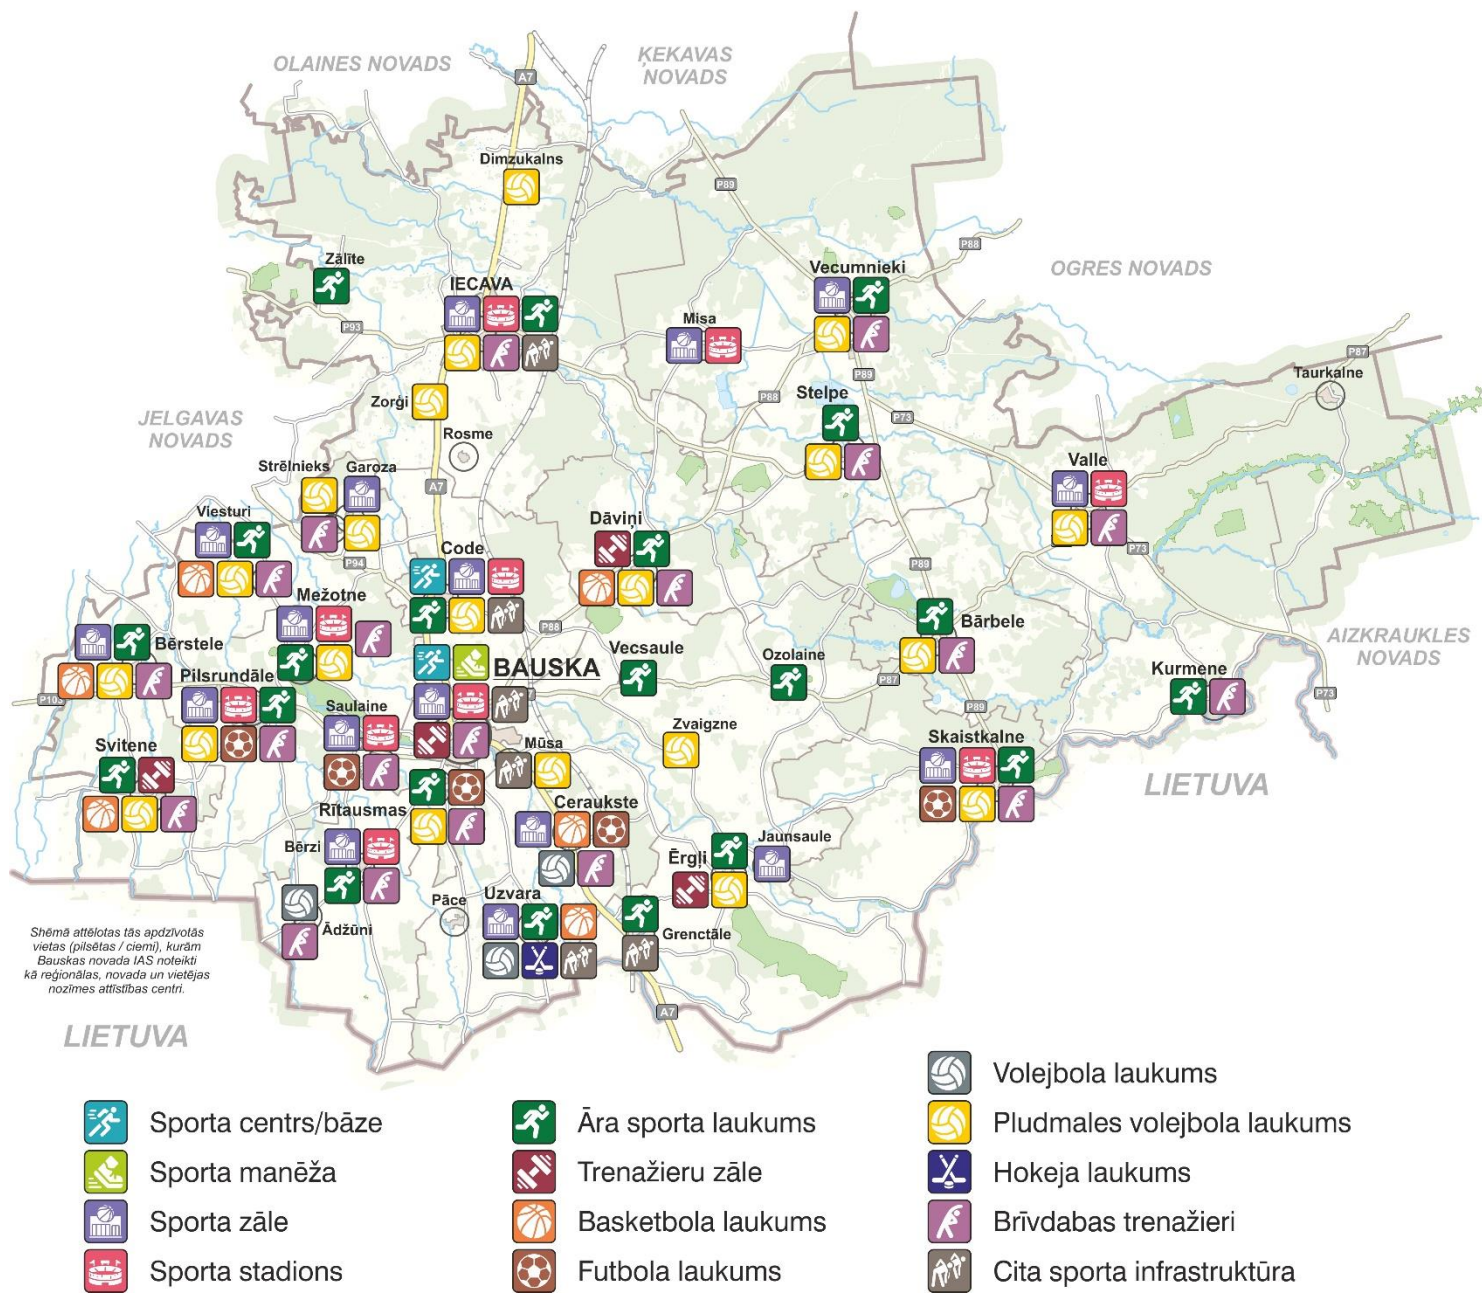 OLAINES NOVADS
ĶEKAVAS
NOVADS
A7
Dimzukalns
P89
P88
Zālīte
IECAVA
Vecumnieki
OGRES NOVADS
P93
Misa
P87
P89
Taurkalne
Zorģi
P88
Stelpe
JELGAVAS
NOVADS
Rosme
P73
Strēlnieks
Garoza
Valle
A7
Viesturi
Dāviņi
Code
P73
P94
P89
Mežotne
Bārbele
Bērstele
P88
AIZKRAUKLES
NOVADS
Vecsaule
Ozolaine
BAUSKA
Kurmene
Pilsrundāle
P87
P103
P73
Saulaine
P89
Zvaigzne
Skaistkalne
Svitene
Mūsa
LIETUVA
Rītausmas
Ceraukste
Bērzi
Jaunsaule
Ērgļi
Pāce
Uzvara
Ādžūni
Grenctāle
Shēmā attēlotas tās apdzīvotās
vietas (pilsētas / ciemi), kurām
Bauskas novada IAS noteikti
kā reģionālas, novada un vietējas
nozīmes attīstības centri.
A7
LIETUVA
Sporta centrs/bāze
Sporta manēža
Sporta zāle
Sporta stadions
Āra sporta laukums
Trenažieru zāle
Basketbola laukums
Futbola laukums
Volejbola laukums
Pludmales volejbola laukums
Hokeja laukums
Brīvdabas trenažieri
Cita sporta infrastruktūra